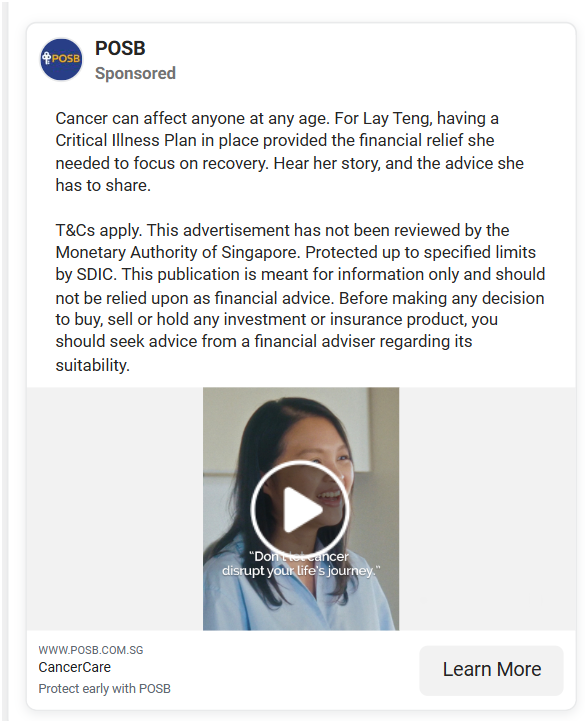 POSB
POSB
Sponsored
Cancer can affect anyone at any age. For Lay Teng, having a
Critical Illness Plan in place provided the financial relief she
needed to focus on recovery. Hear her story, and the advice she
has to share.
T&Cs apply. This advertisement has not been reviewed by the
Monetary Authority of Singapore. Protected up to specified limits
by SDIC. This publication is meant for information only and should
not be relied upon as financial advice. Before making any decision
to buy, sell or hold any investment or insurance product, you
should seek advice from a financial adviser regarding its
suitability.
“Don't let cancer
disrupt your life's journey.”
WWW.POSB.COM.SG
CancerCare
Protect early with POSB
Learn More